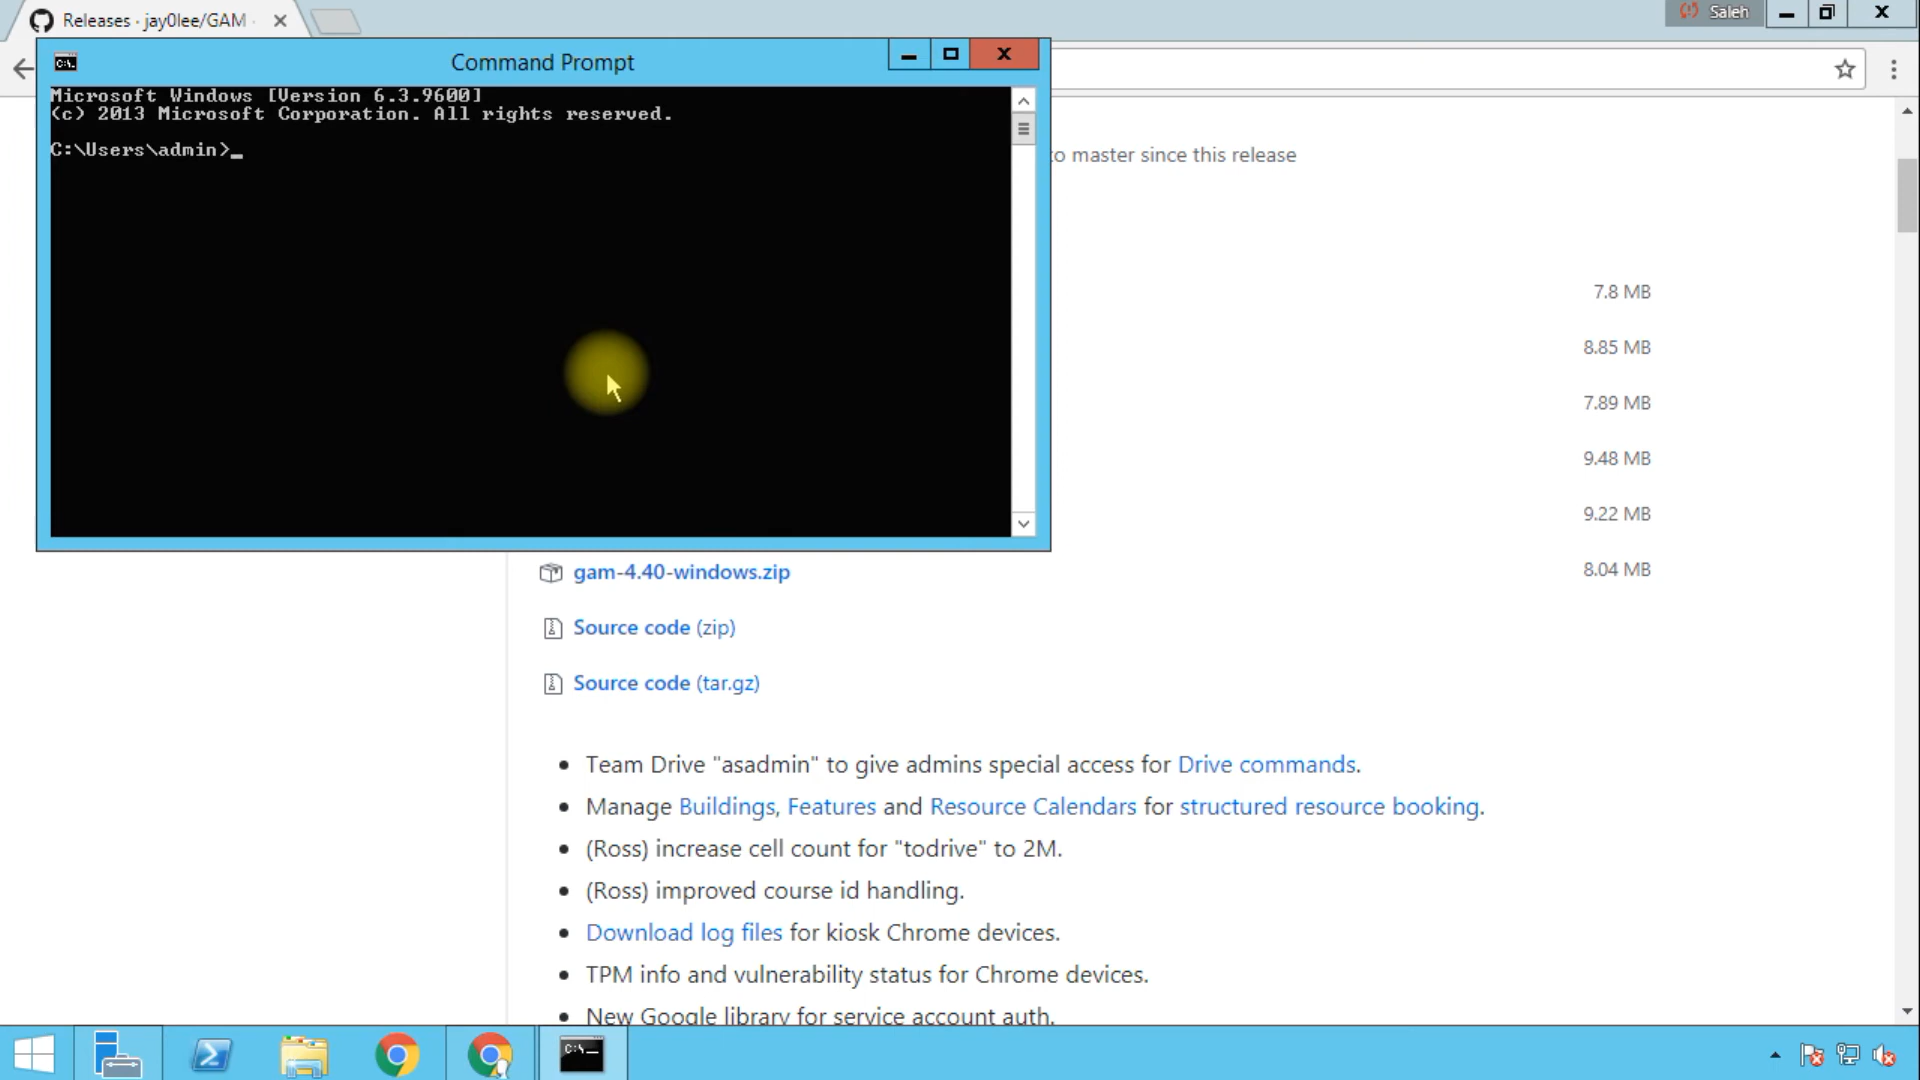 Releases · jay0lee/GAM ·
Saleh
Command Prompt
Microsoft Windows [Version 6.3.9600]
(c) 2013 Microsoft Corporation. All rights reserved.
C:\Users\admin>_
to master since this release
7.8 MB
8.85 MB
7.89 MB
9.48 MB
9.22 MB
gam-4.40-windows.zip 8.04 MB
Source code (zip)
Source code (tar.gz)
• Team Drive "asadmin" to give admins special access for Drive commands.
• Manage Buildings, Features and Resource Calendars for structured resource booking.
• (Ross) increase cell count for "todrive" to 2M.
• (Ross) improved course id handling.
• Download log files for kiosk Chrome devices.
• TPM info and vulnerability status for Chrome devices.
• New Google library for service account auth.